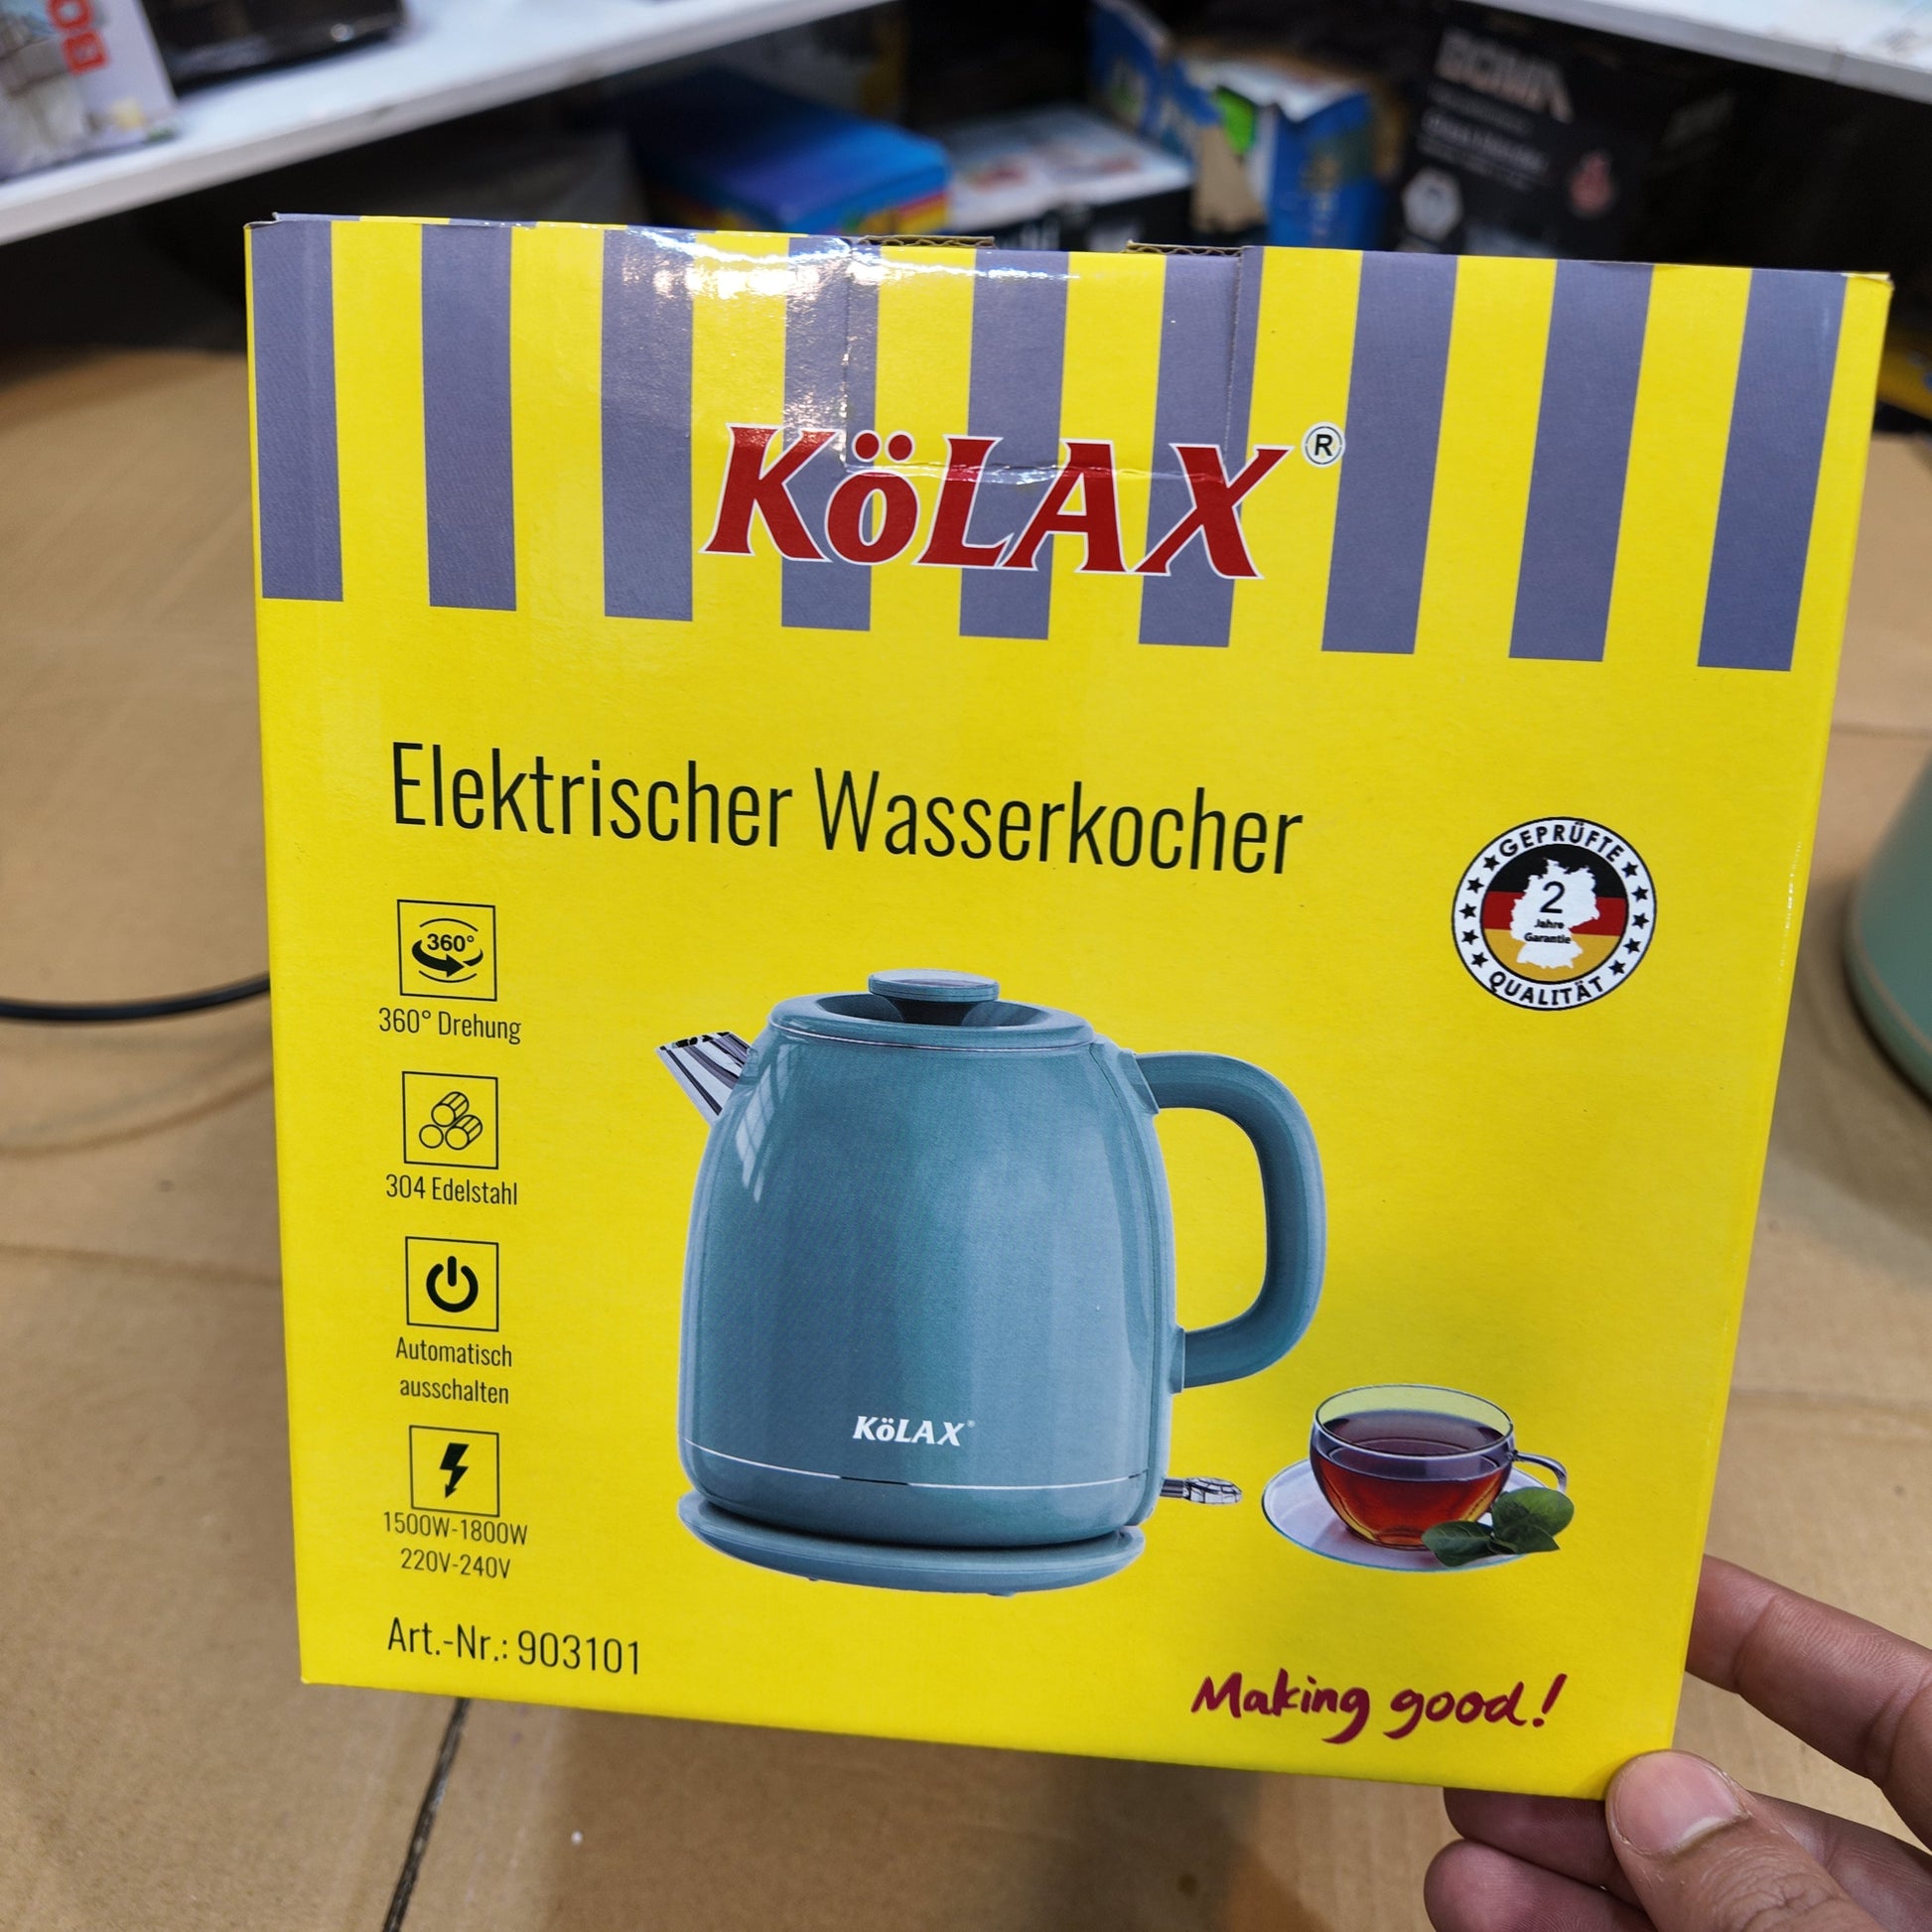 KöLAX®
Elektrischer Wasserkocher
GEPRÜFTE
2
Jahre
Garantie
QUALITÄT
360°
360° Drehung
304 Edelstahl
Automatisch
ausschalten
1500W-1800W
220V-240V
KöLAX®
Art.-Nr.: 903101
Making good!